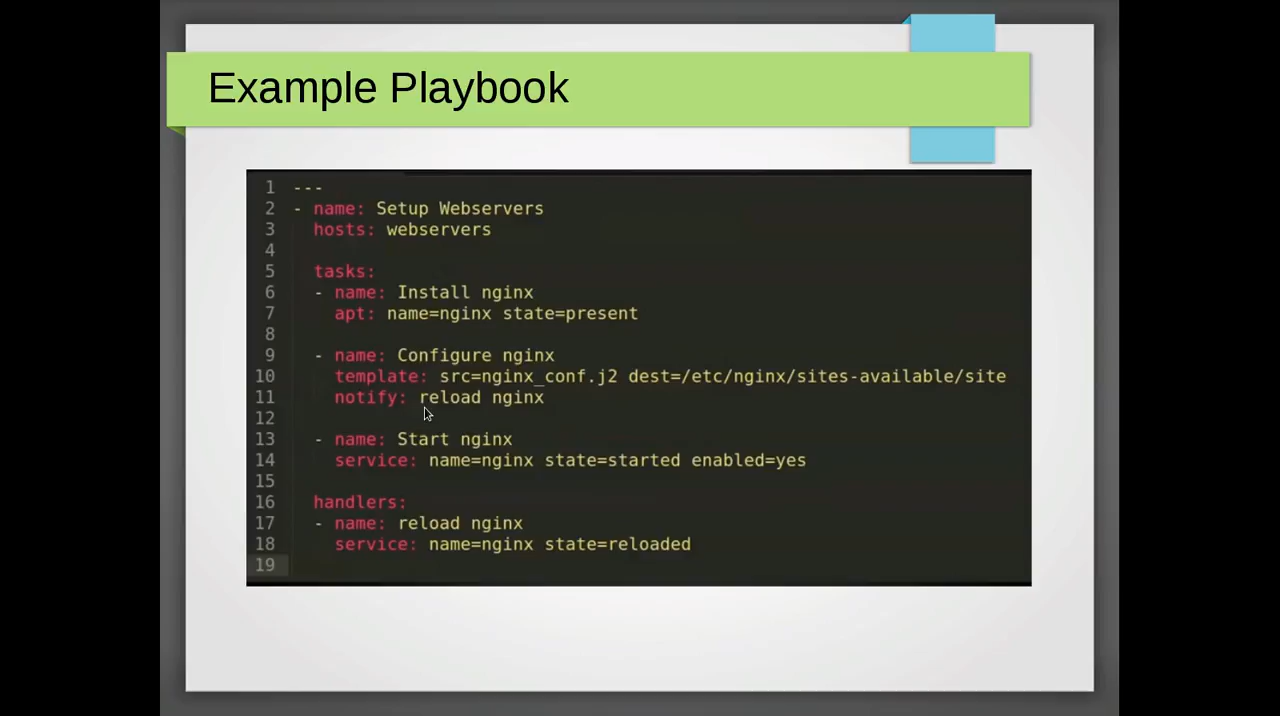 Example Playbook
1 ---
2 - name: Setup Webservers
3   hosts: webservers
4
5   tasks:
6   - name: Install nginx
7     apt: name=nginx state=present
8
9   - name: Configure nginx
10     template: src=nginx_conf.j2 dest=/etc/nginx/sites-available/site
11     notify: reload nginx
12
13   - name: Start nginx
14     service: name=nginx state=started enabled=yes
15
16   handlers:
17   - name: reload nginx
18     service: name=nginx state=reloaded
19